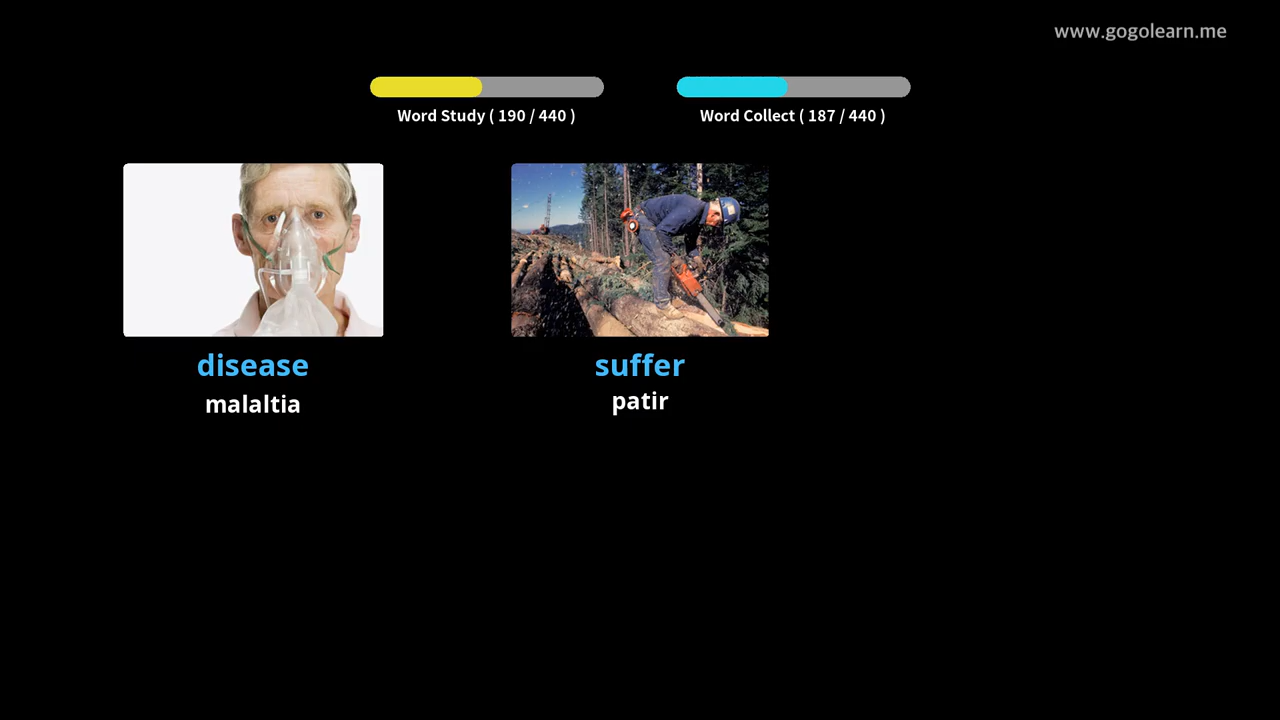 www.gogolearn.me
Word Study ( 190 / 440 )
Word Collect ( 187 / 440 )
disease
malaltia
suffer
patir